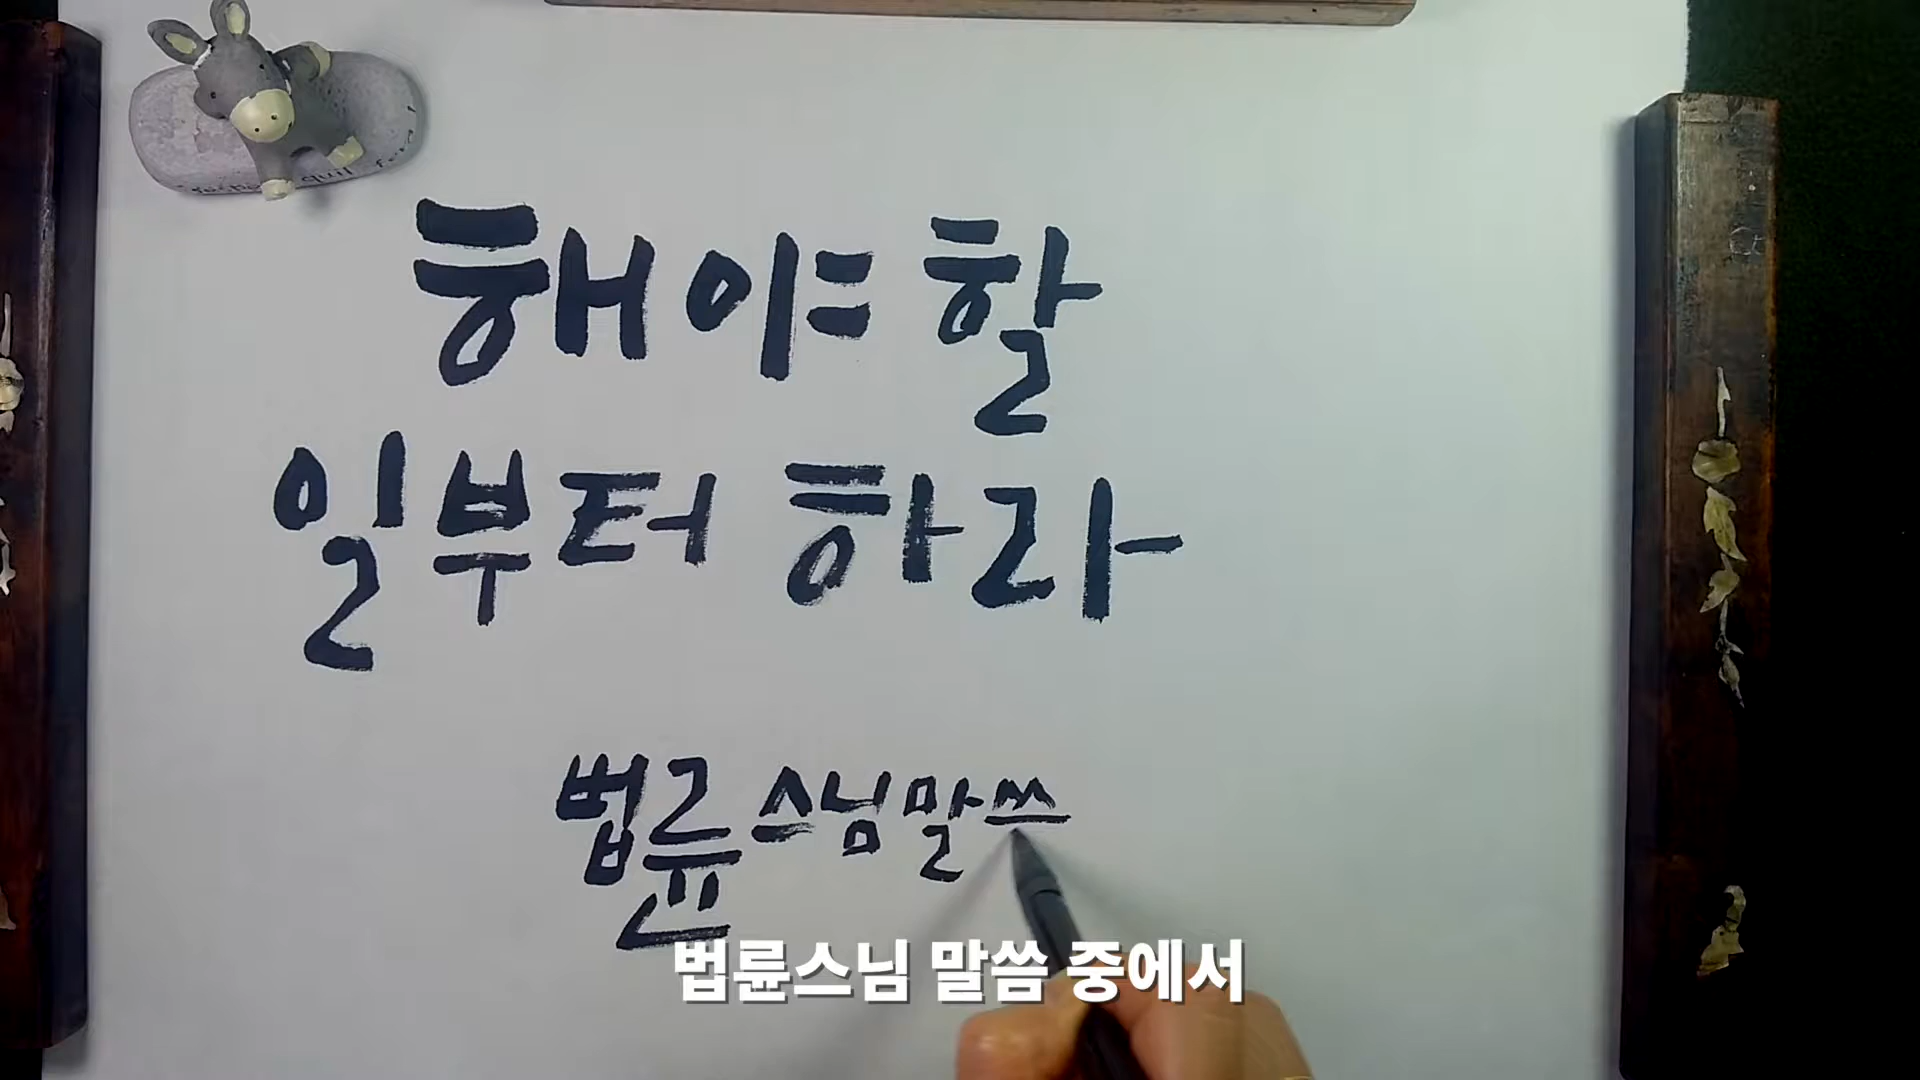 해야 할
일부터 하라
법륜스님말쓰
법륜스님 말씀 중에서